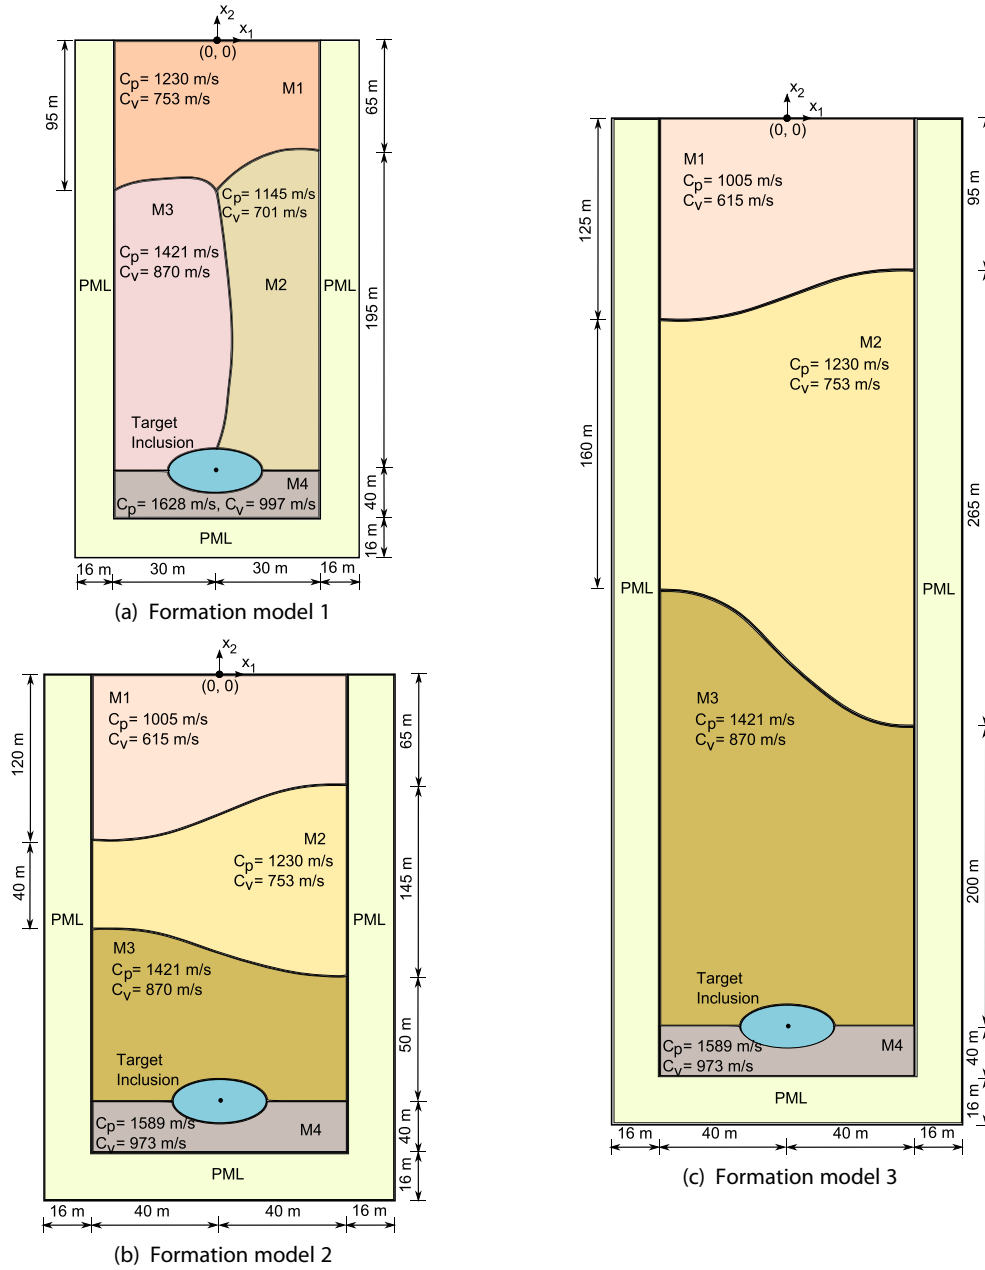 x2
x1
(0, 0)
Cp= 1230 m/s
Cv= 753 m/s
M1
95 m
65 m
M3
Cp= 1145 m/s
Cv= 701 m/s
Cp= 1421 m/s
Cv= 870 m/s
M2
PML
PML
195 m
Target
Inclusion
M4
Cp= 1628 m/s, Cv= 997 m/s
40 m
PML
16 m
16 m
30 m
30 m
16 m
(a) Formation model 1
x2
x1
(0, 0)
M1
Cp= 1005 m/s
Cv= 615 m/s
120 m
65 m
M2
Cp= 1230 m/s
Cv= 753 m/s
40 m
145 m
PML
PML
M3
Cp= 1421 m/s
Cv= 870 m/s
50 m
Target
Inclusion
Cp= 1589 m/s
Cv= 973 m/s
M4
40 m
PML
16 m
16 m
40 m
40 m
16 m
(b) Formation model 2
x2
x1
(0, 0)
M1
Cp= 1005 m/s
Cv= 615 m/s
125 m
95 m
M2
Cp= 1230 m/s
Cv= 753 m/s
160 m
265 m
PML
PML
M3
Cp= 1421 m/s
Cv= 870 m/s
200 m
Target
Inclusion
Cp= 1589 m/s
Cv= 973 m/s
M4
40 m
PML
16 m
16 m
40 m
40 m
16 m
(c) Formation model 3